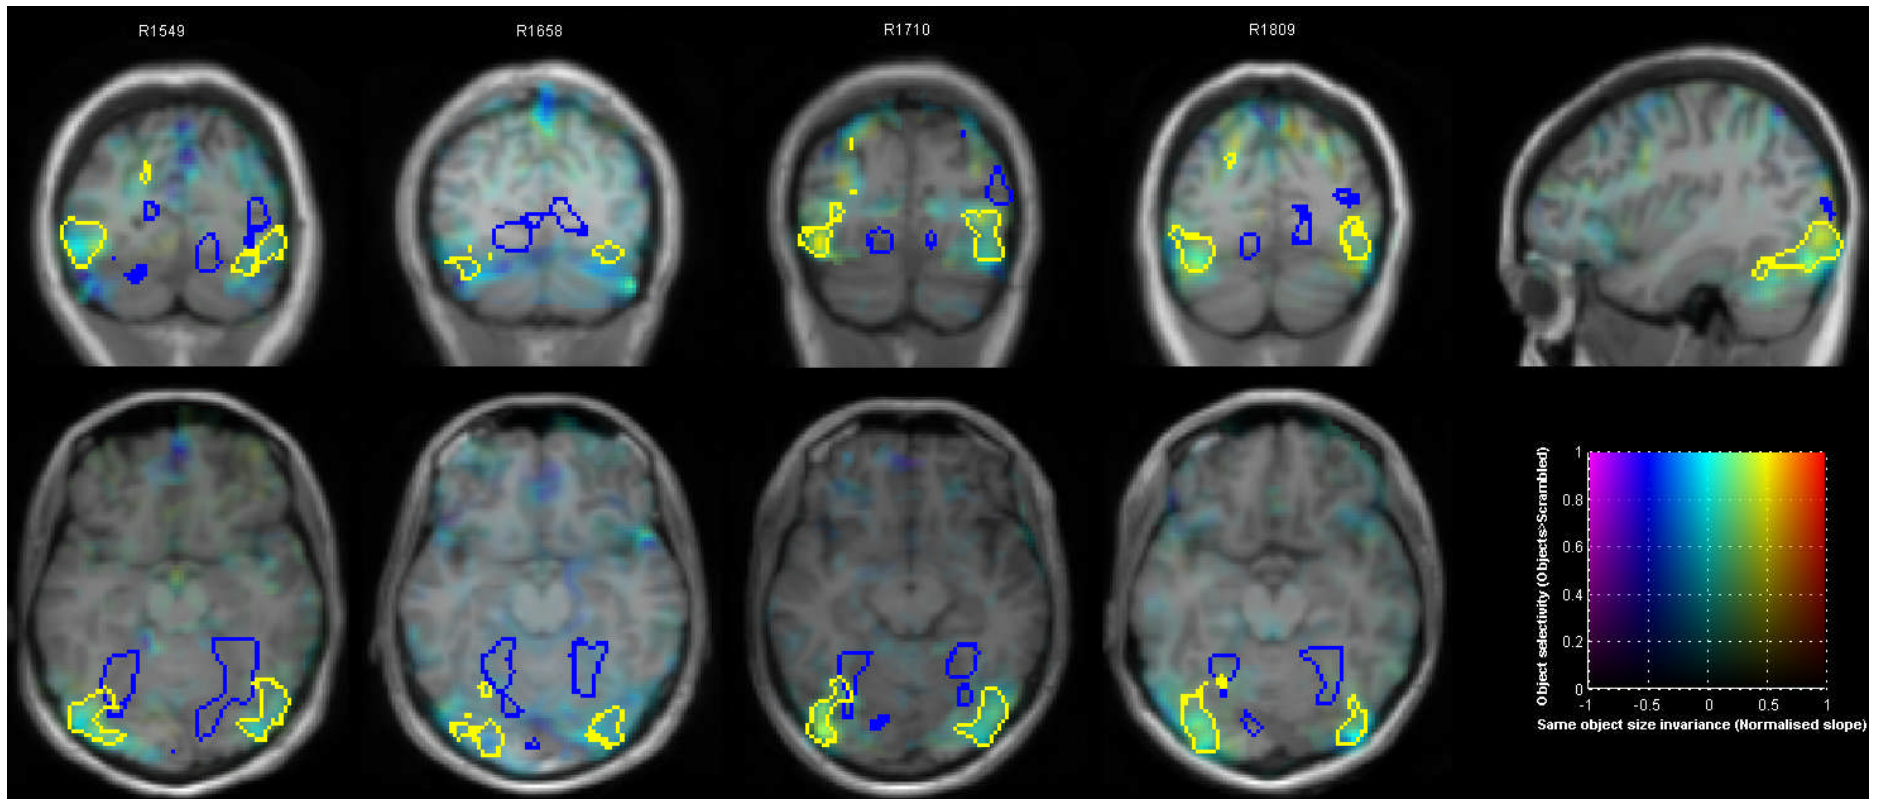 R1549
R1658
R1710
R1809
Object selectivity (Objects>Scrambled)
1
0.8
0.6
0.4
0.2
0
-1 -0.5 0 0.5 1
Same object size invariance (Normalised slope)